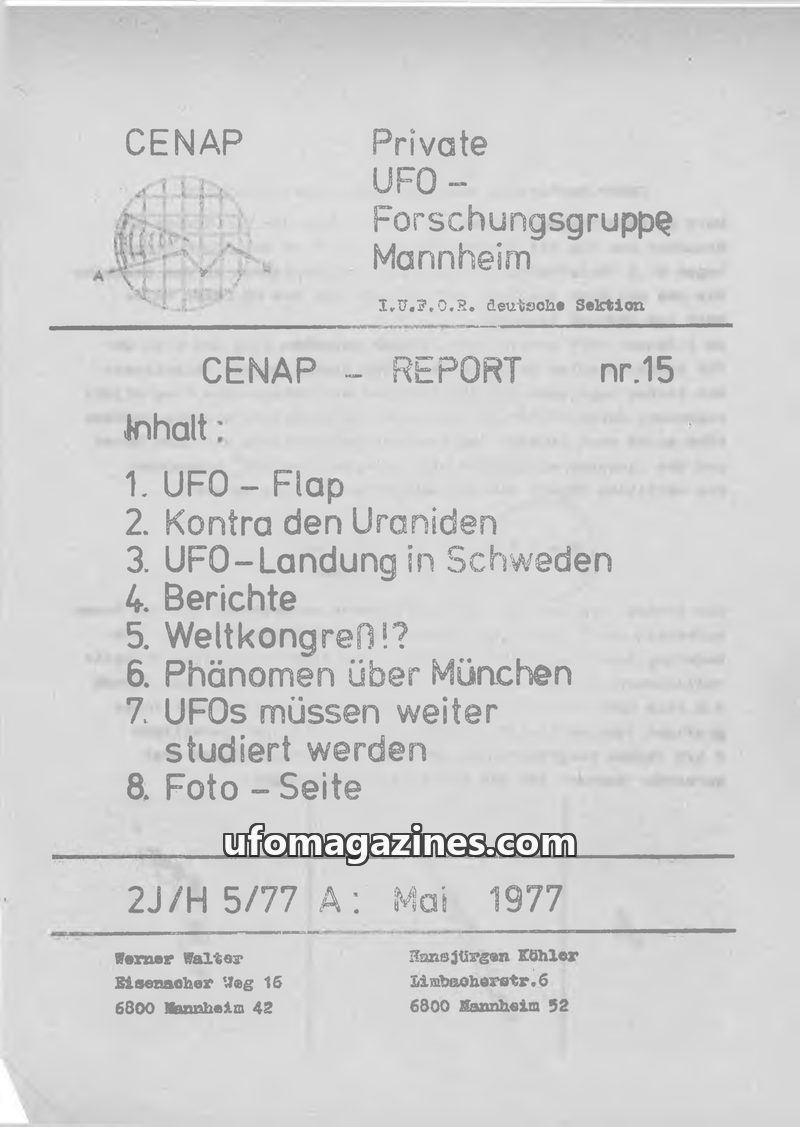 CENAP
Private
UFO –
Forschungsgruppe
Mannheim
I.U.F.O.R. deutsche Sektion
A
CENAP – REPORT nr.15
Inhalt :
1. UFO – Flap
2. Kontra den Uraniden
3. UFO – Landung in Schweden
4. Berichte
5. Weltkongreß!?
6. Phänomen über München
7. UFOs müssen weiter
studiert werden
8. Foto – Seite
ufomagazines.com
2J/H 5/77 A : Mai 1977
Werner Walter
Eisenacher Weg 16
6800 Mannheim 42
Hansjürgen Köhler
Limbacherstr.6
6800 Mannheim 52